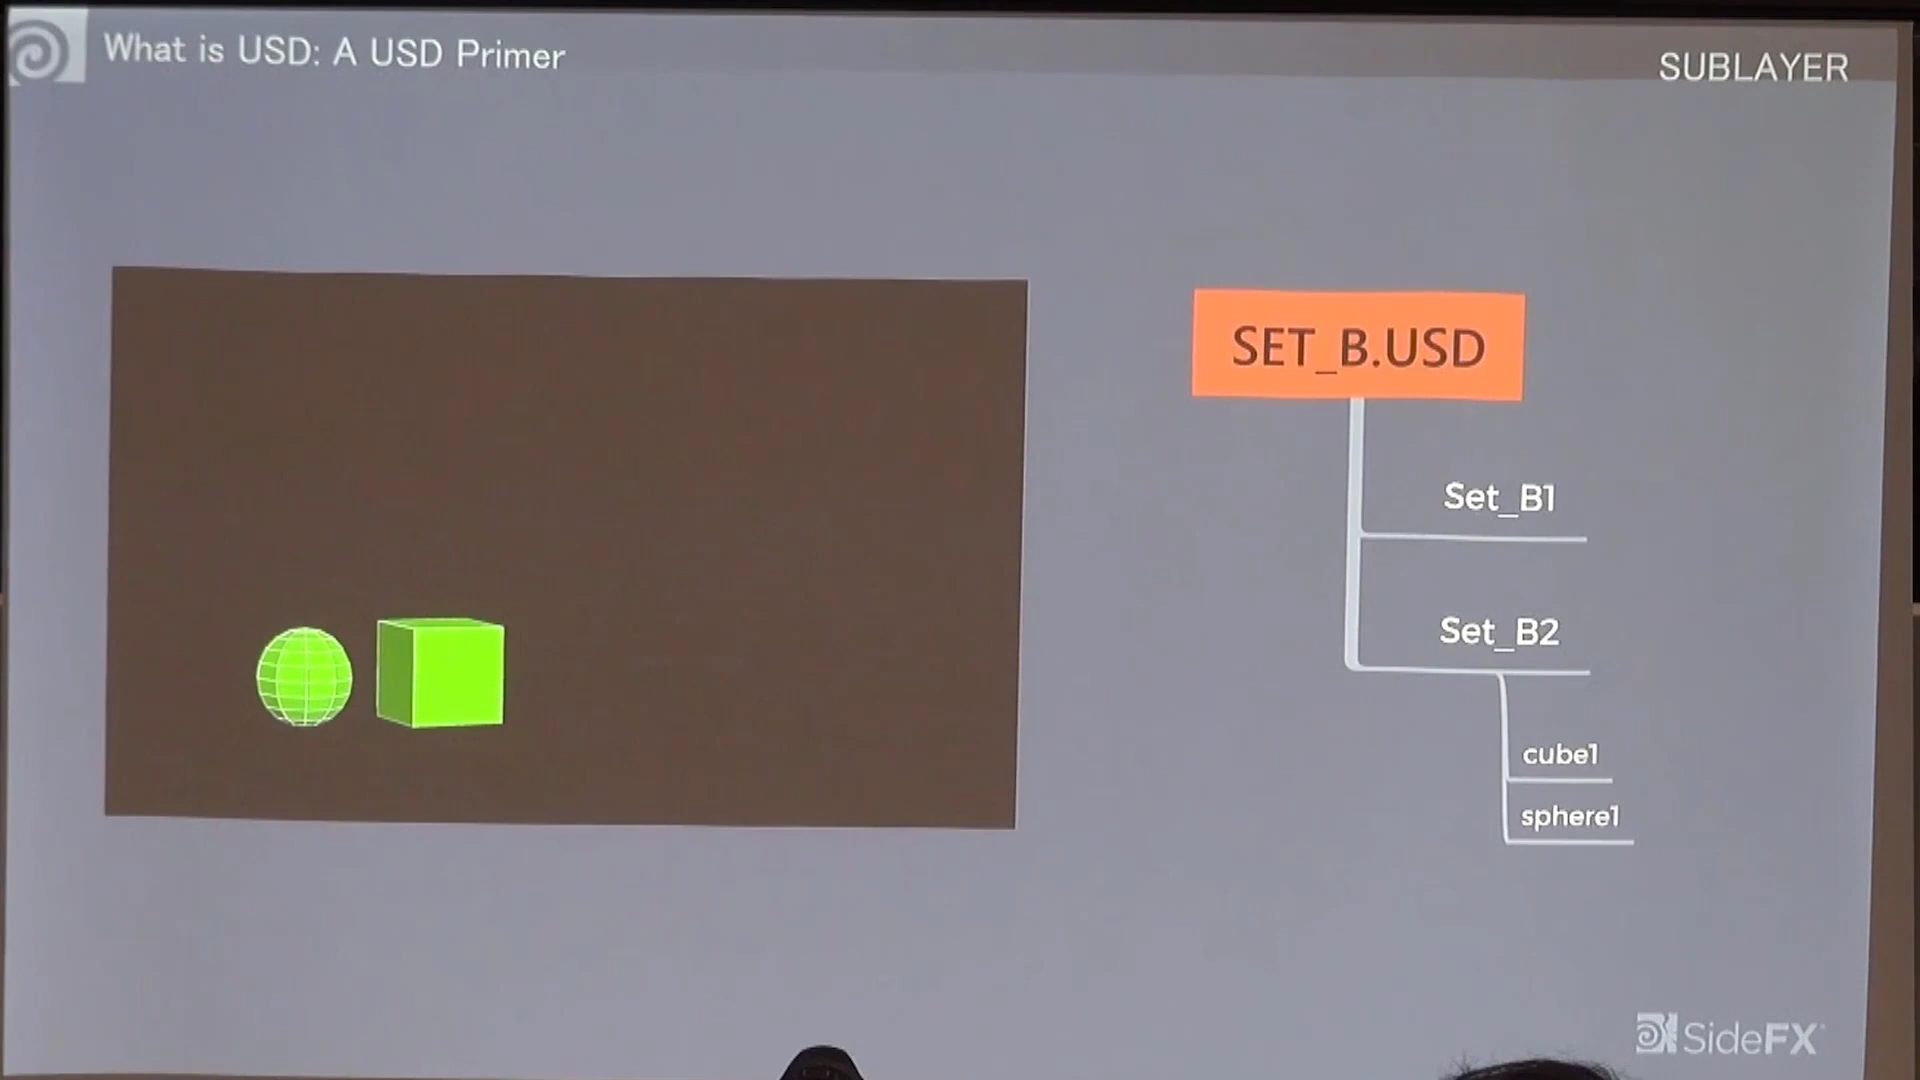 What is USD: A USD Primer
SUBLAYER
SET_B.USD
Set_B1
Set_B2
cube1
sphere1
SideFX